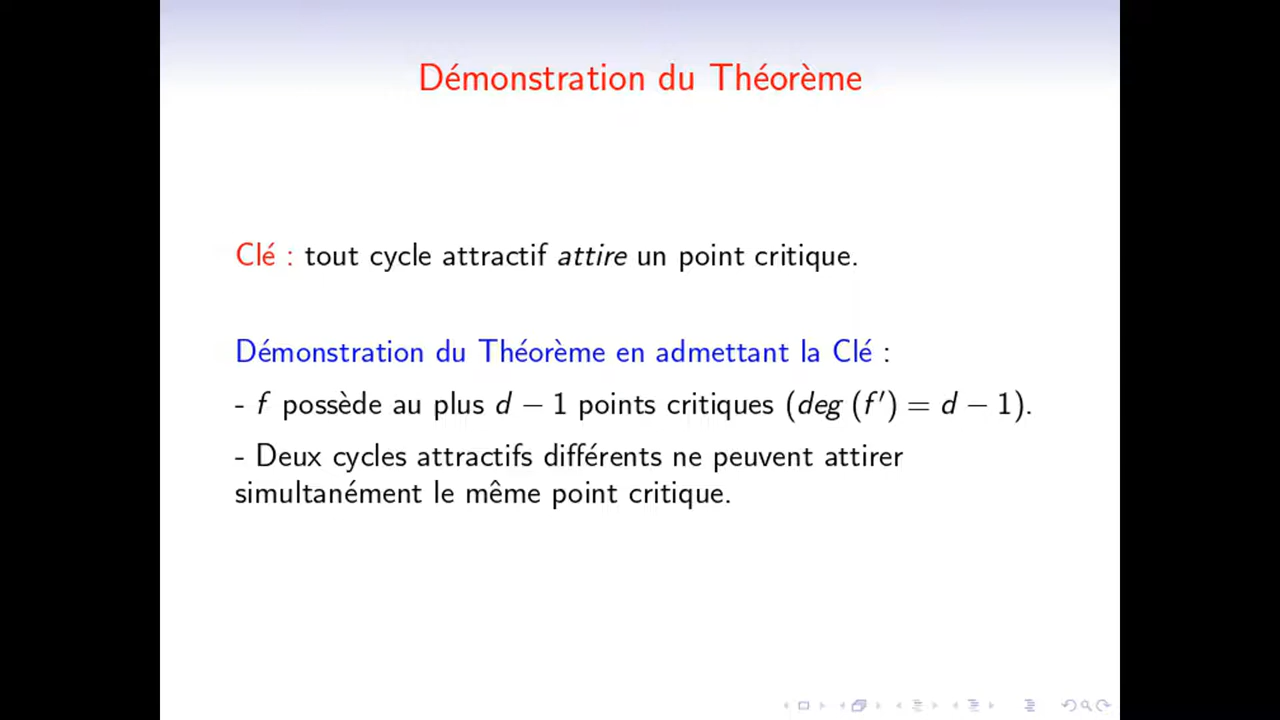 Démonstration du Théorème
Clé : tout cycle attractif attire un point critique.
Démonstration du Théorème en admettant la Clé :
- f possède au plus d − 1 points critiques (deg (f′) = d − 1).
- Deux cycles attractifs différents ne peuvent attirer
simultanément le même point critique.